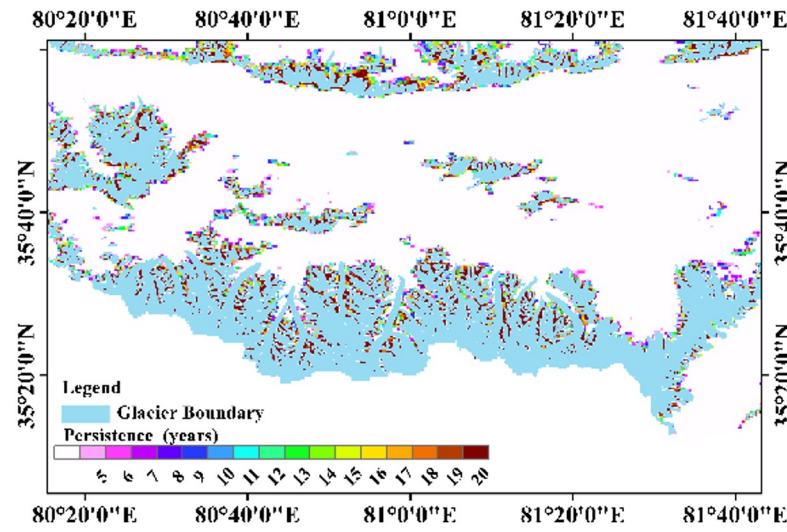 80°20'0"E 80°40'0"E 81°0'0"E 81°20'0"E 81°40'0"E
35°40'0"N 35°40'0"N
35°20'0"N 35°20'0"N
Legend
Glacier Boundary
Persistence (years)
5 6 7 8 9 10 11 12 13 14 15 16 17 18 19 20
80°20'0"E 80°40'0"E 81°0'0"E 81°20'0"E 81°40'0"E